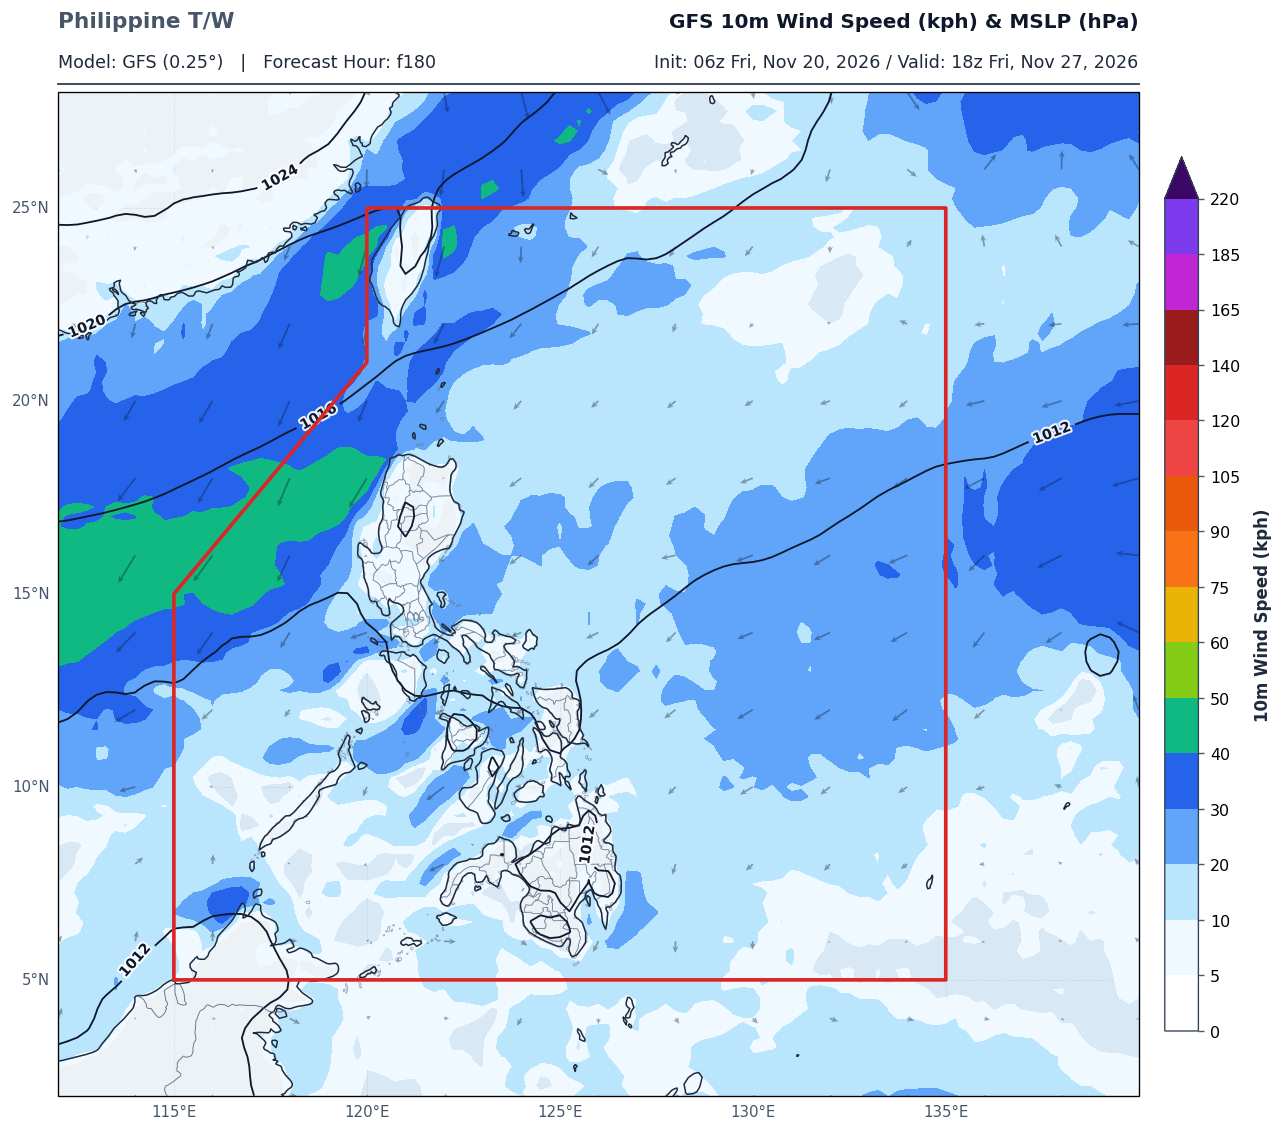 Philippine T/W
GFS 10m Wind Speed (kph) & MSLP (hPa)
Model: GFS (0.25°)   |   Forecast Hour: f180
Init: 06z Fri, Nov 20, 2026 / Valid: 18z Fri, Nov 27, 2026
1024
25°N
1020
20°N
1016
1012
15°N
1012
10°N
1012
5°N
115°E
120°E
125°E
130°E
135°E
220
185
165
140
120
105
90
75
60
50
40
30
20
10
5
0
10m Wind Speed (kph)